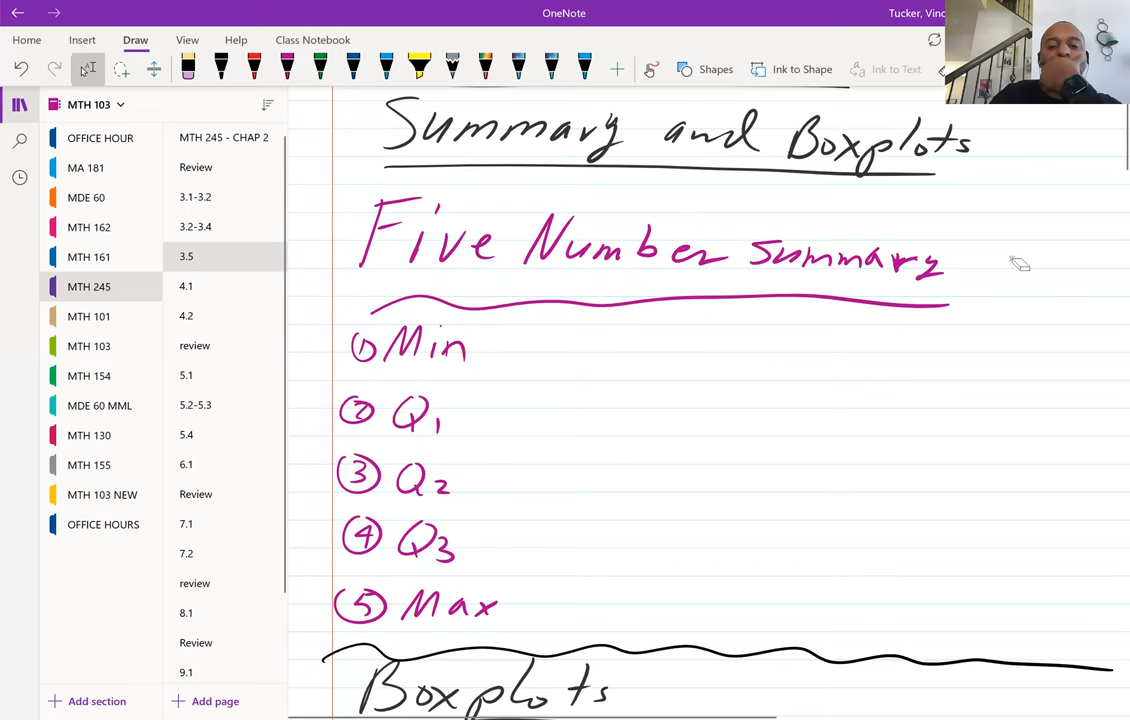 OneNote
Tucker, Vinc
Home Insert Draw View Help Class Notebook
Shapes Ink to Shape Ink to Text
MTH 103
OFFICE HOUR
MA 181
MDE 60
MTH 162
MTH 161
MTH 245
MTH 101
MTH 103
MTH 154
MDE 60 MML
MTH 130
MTH 155
MTH 103 NEW
OFFICE HOURS
Add section
MTH 245 - CHAP 2
Review
3.1-3.2
3.2-3.4
3.5
4.1
4.2
review
5.1
5.2-5.3
5.4
6.1
Review
7.1
7.2
review
8.1
Review
9.1
Add page
Summary and Boxplots
Five Number Summary
① Min
② Q₁
③ Q₂
④ Q₃
⑤ Max
Boxplots